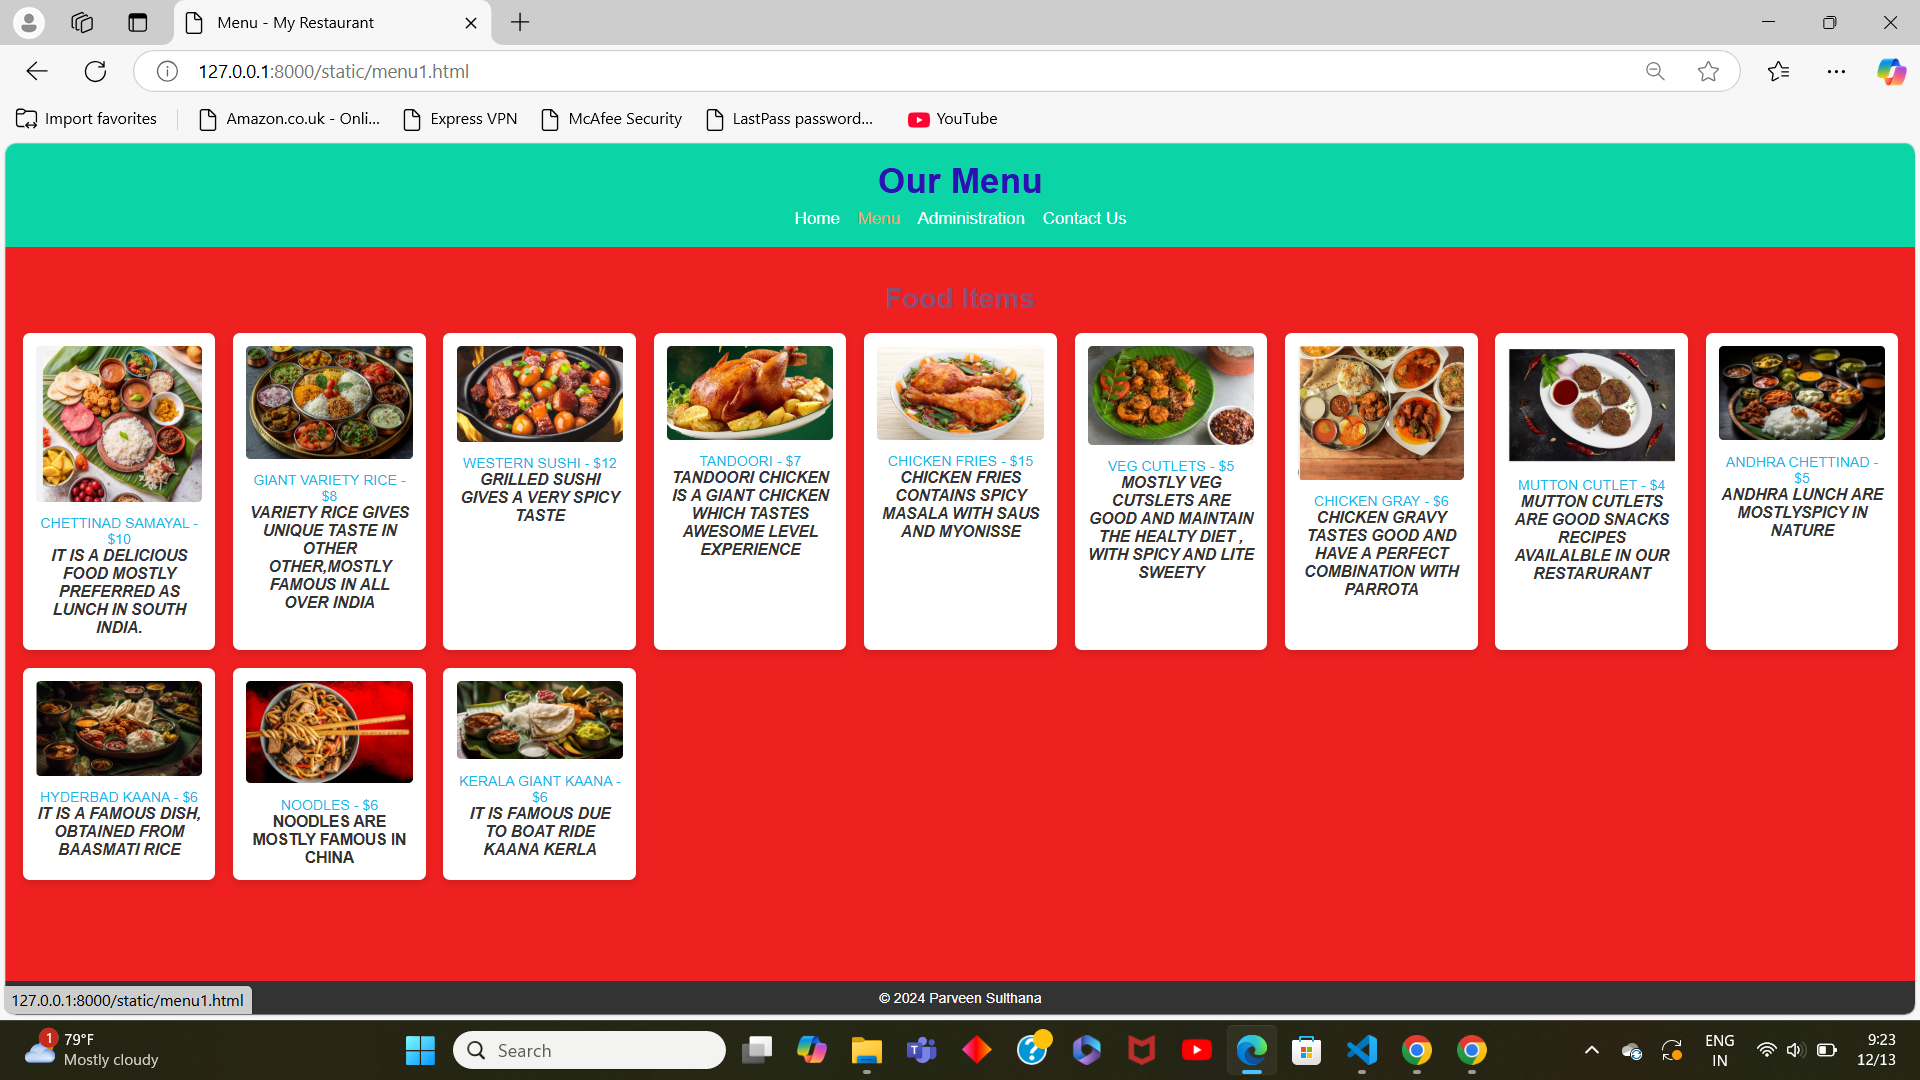 Menu - My Restaurant
127.0.0.1:8000/static/menu1.html
Import favorites
Amazon.co.uk - Onli...
Express VPN
McAfee Security
LastPass password...
YouTube
Our Menu
Home Menu Administration Contact Us
Food Items
CHETTINAD SAMAYAL -
$10
IT IS A DELICIOUS
FOOD MOSTLY
PREFERRED AS
LUNCH IN SOUTH
INDIA.
GIANT VARIETY RICE -
$8
VARIETY RICE GIVES
UNIQUE TASTE IN
OTHER
OTHER,MOSTLY
FAMOUS IN ALL
OVER INDIA
WESTERN SUSHI - $12
GRILLED SUSHI
GIVES A VERY SPICY
TASTE
TANDOORI - $7
TANDOORI CHICKEN
IS A GIANT CHICKEN
WHICH TASTES
AWESOME LEVEL
EXPERIENCE
CHICKEN FRIES - $15
CHICKEN FRIES
CONTAINS SPICY
MASALA WITH SAUS
AND MYONISSE
VEG CUTLETS - $5
MOSTLY VEG
CUTSLETS ARE
GOOD AND MAINTAIN
THE HEALTY DIET ,
WITH SPICY AND LITE
SWEETY
CHICKEN GRAY - $6
CHICKEN GRAVY
TASTES GOOD AND
HAVE A PERFECT
COMBINATION WITH
PARROTA
MUTTON CUTLET - $4
MUTTON CUTLETS
ARE GOOD SNACKS
RECIPES
AVAILALBLE IN OUR
RESTARURANT
ANDHRA CHETTINAD -
$5
ANDHRA LUNCH ARE
MOSTLYSPICY IN
NATURE
HYDERBAD KAANA - $6
IT IS A FAMOUS DISH,
OBTAINED FROM
BAASMATI RICE
NOODLES - $6
NOODLES ARE
MOSTLY FAMOUS IN
CHINA
KERALA GIANT KAANA -
$6
IT IS FAMOUS DUE
TO BOAT RIDE
KAANA KERLA
127.0.0.1:8000/static/menu1.html
© 2024 Parveen Sulthana
1
79°F
Mostly cloudy
Search
ENG
IN
9:23
12/13